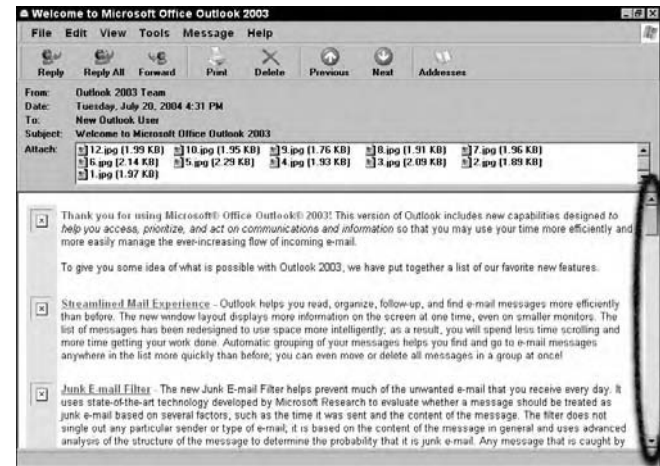 Welcome to Microsoft Office Outlook 2003
File Edit View Tools Message Help
Reply Reply All Forward Print Delete Previous Next Addresses
From: Outlook 2003 Team
Date: Tuesday, July 20, 2004 4:31 PM
To: New Outlook User
Subject: Welcome to Microsoft Office Outlook 2003
Attach: 12.jpg (1.99 KB) 10.jpg (1.95 KB) 9.jpg (1.76 KB) 8.jpg (1.91 KB) 7.jpg (1.96 KB)
6.jpg (2.14 KB) 5.jpg (2.29 KB) 4.jpg (1.93 KB) 3.jpg (2.09 KB) 2.jpg (1.89 KB)
1.jpg (1.97 KB)
Thank you for using Microsoft® Office Outlook® 2003! This version of Outlook includes new capabilities designed to
help you access, prioritize, and act on communications and information so that you may use your time more efficiently and
more easily manage the ever-increasing flow of incoming e-mail.
To give you some idea of what is possible with Outlook 2003, we have put together a list of our favorite new features.
Streamlined Mail Experience - Outlook helps you read, organize, follow-up, and find e-mail messages more efficiently
than before. The new window layout displays more information on the screen at one time, even on smaller monitors. The
list of messages has been redesigned to use space more intelligently; as a result, you will spend less time scrolling and
more time getting your work done. Automatic grouping of your messages helps you find and go to e-mail messages
anywhere in the list more quickly than before; you can even move or delete all messages in a group at once!
Junk E-mail Filter - The new Junk E-mail Filter helps prevent much of the unwanted e-mail that you receive every day. It
uses state-of-the-art technology developed by Microsoft Research to evaluate whether a message should be treated as
junk e-mail based on several factors, such as the time it was sent and the content of the message. The filter does not
single out any particular sender or type of e-mail; it is based on the content of the message in general and uses advanced
analysis of the structure of the message to determine the probability that it is junk e-mail. Any message that is caught by